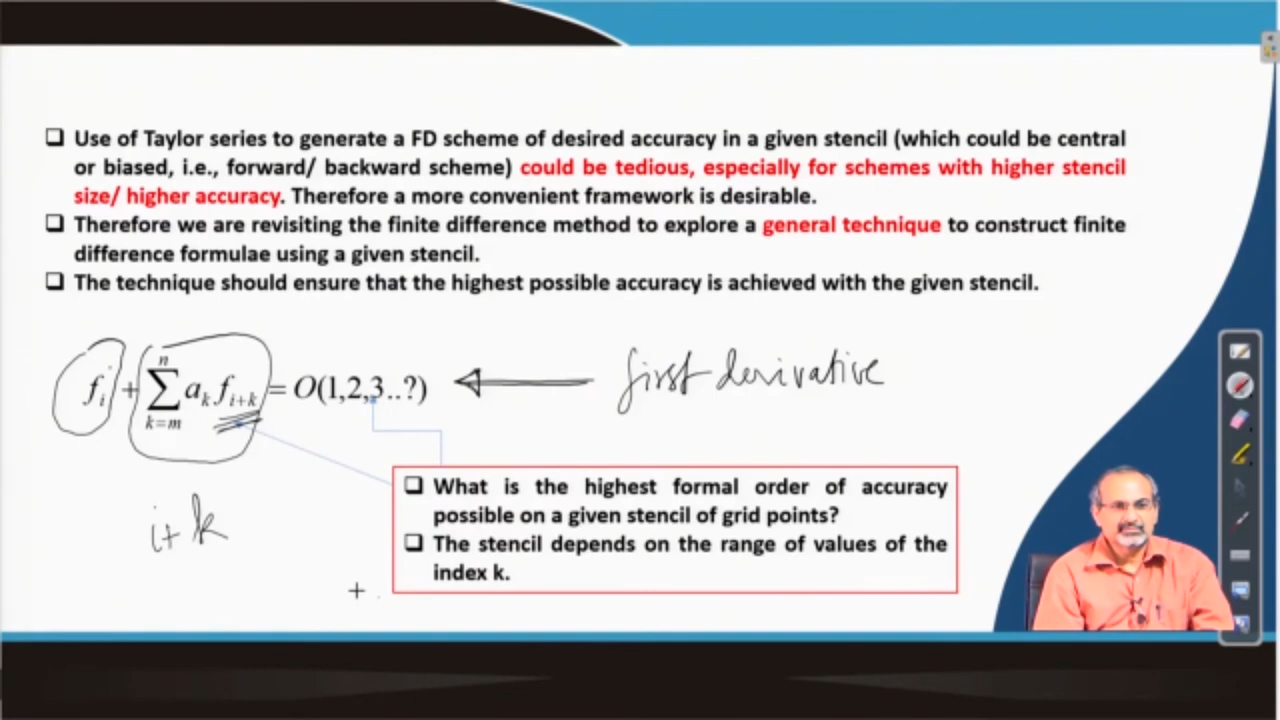 ❑ Use of Taylor series to generate a FD scheme of desired accuracy in a given stencil (which could be central
or biased, i.e., forward/ backward scheme) could be tedious, especially for schemes with higher stencil
size/ higher accuracy. Therefore a more convenient framework is desirable.
❑ Therefore we are revisiting the finite difference method to explore a general technique to construct finite
difference formulae using a given stencil.
❑ The technique should ensure that the highest possible accuracy is achieved with the given stencil.
f_i' + \sum_{k=m}^{n} a_k f_{i+k} = O(1,2,3..?)
first derivative
i+k
❑ What is the highest formal order of accuracy
possible on a given stencil of grid points?
❑ The stencil depends on the range of values of the
index k.